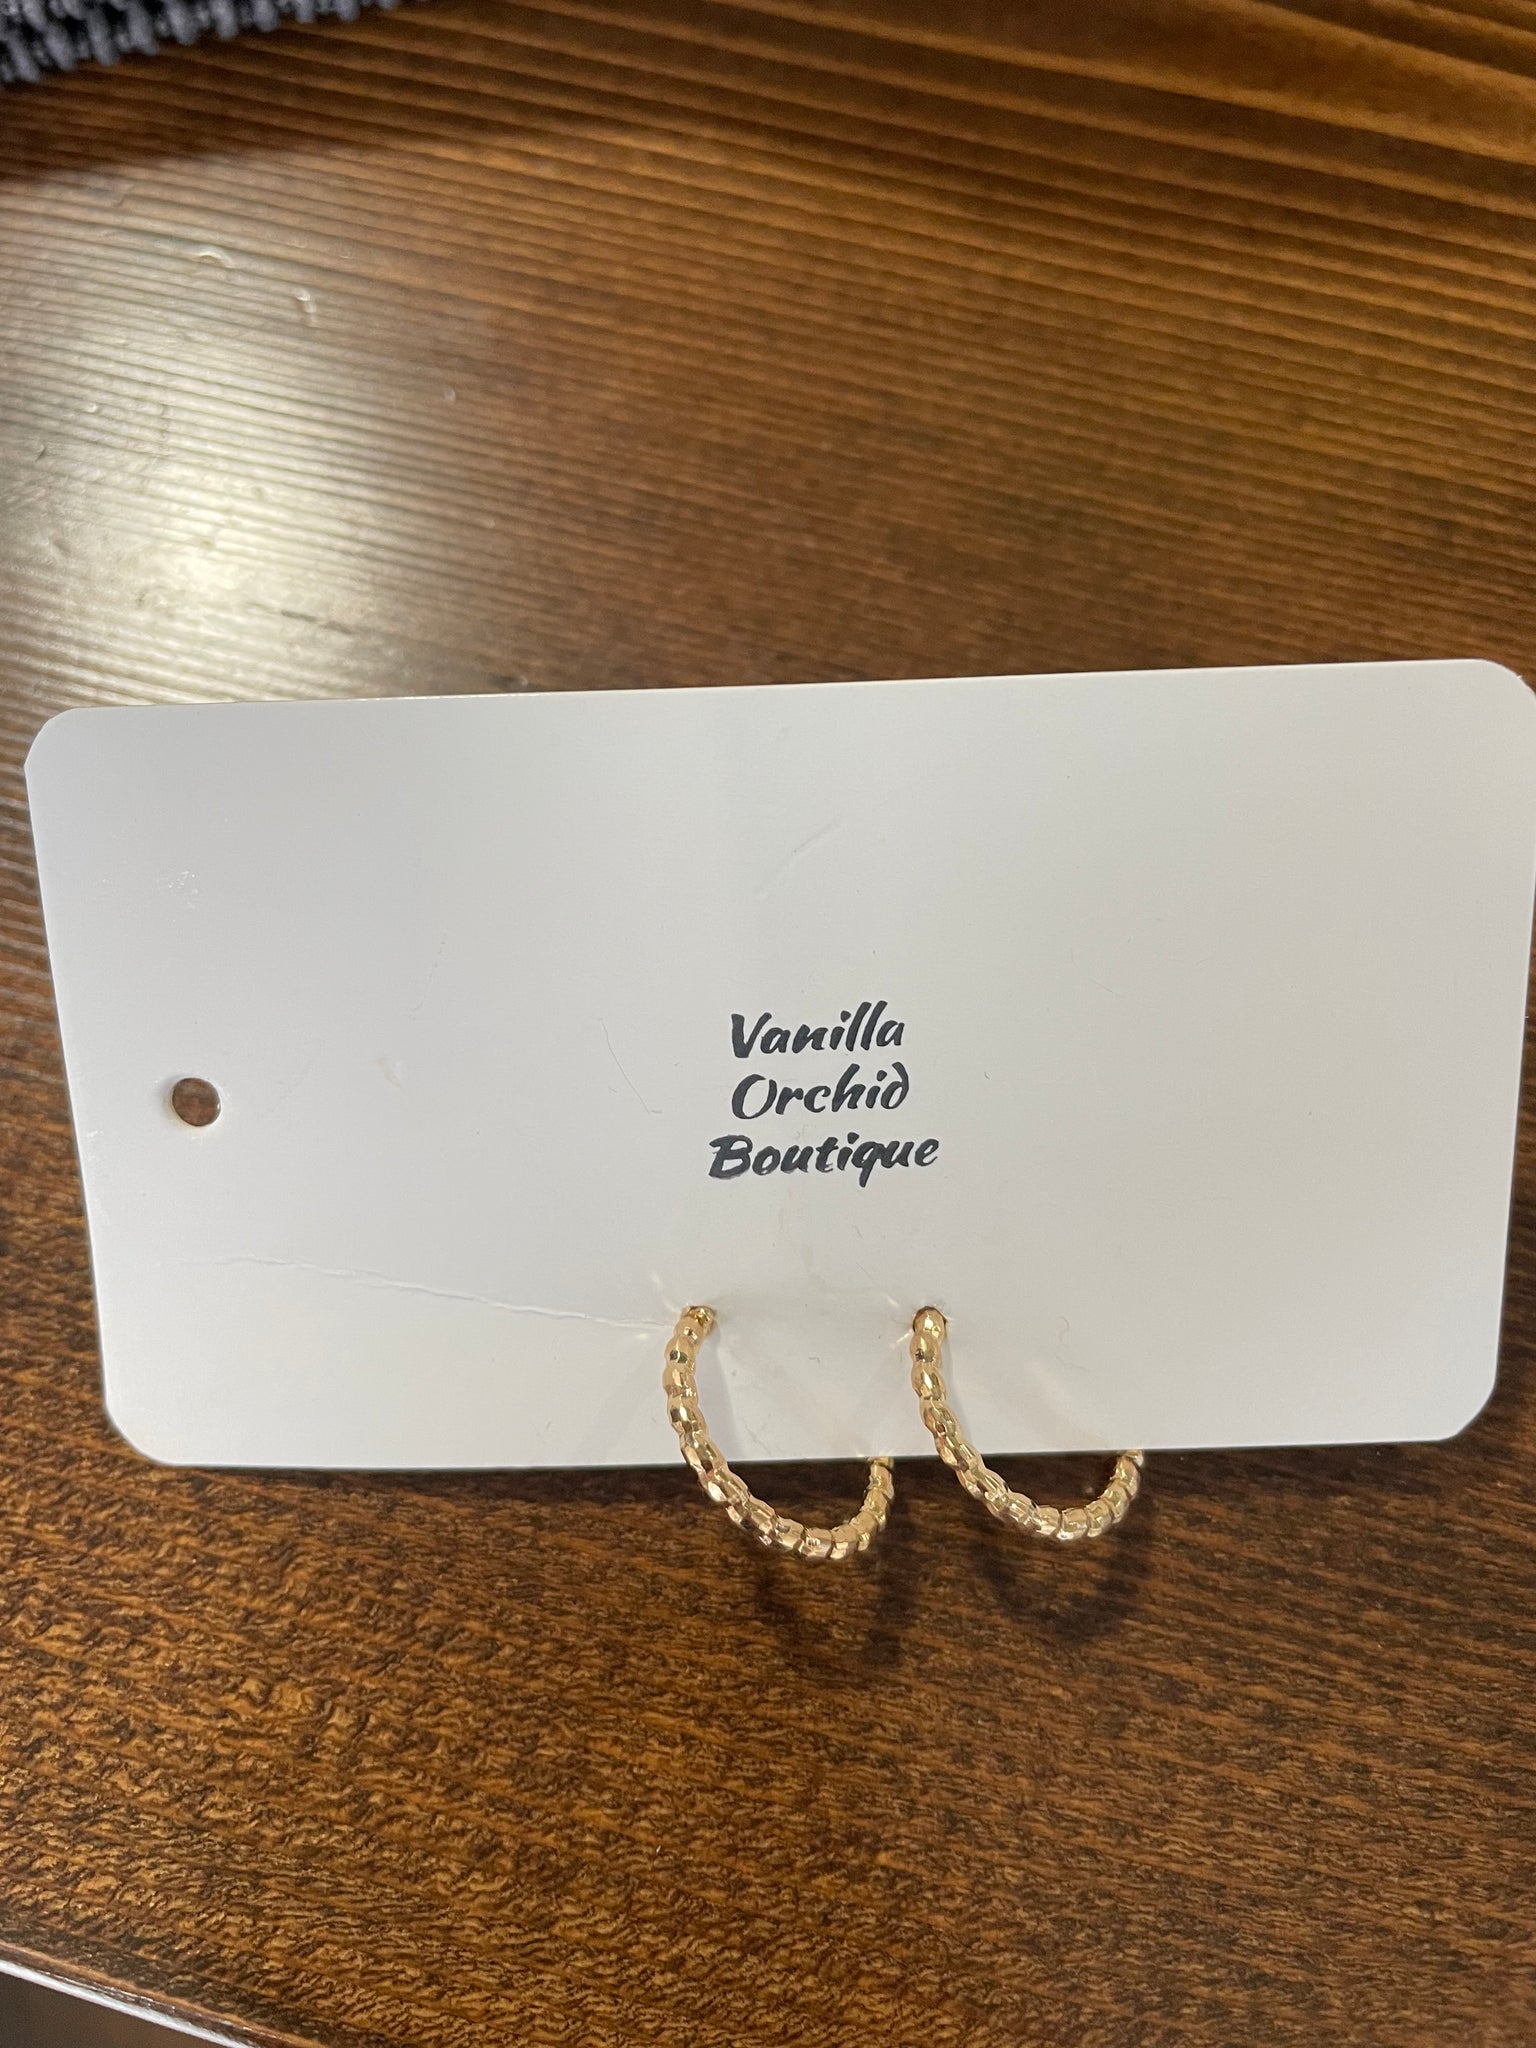 Vanilla
Orchid
Boutique